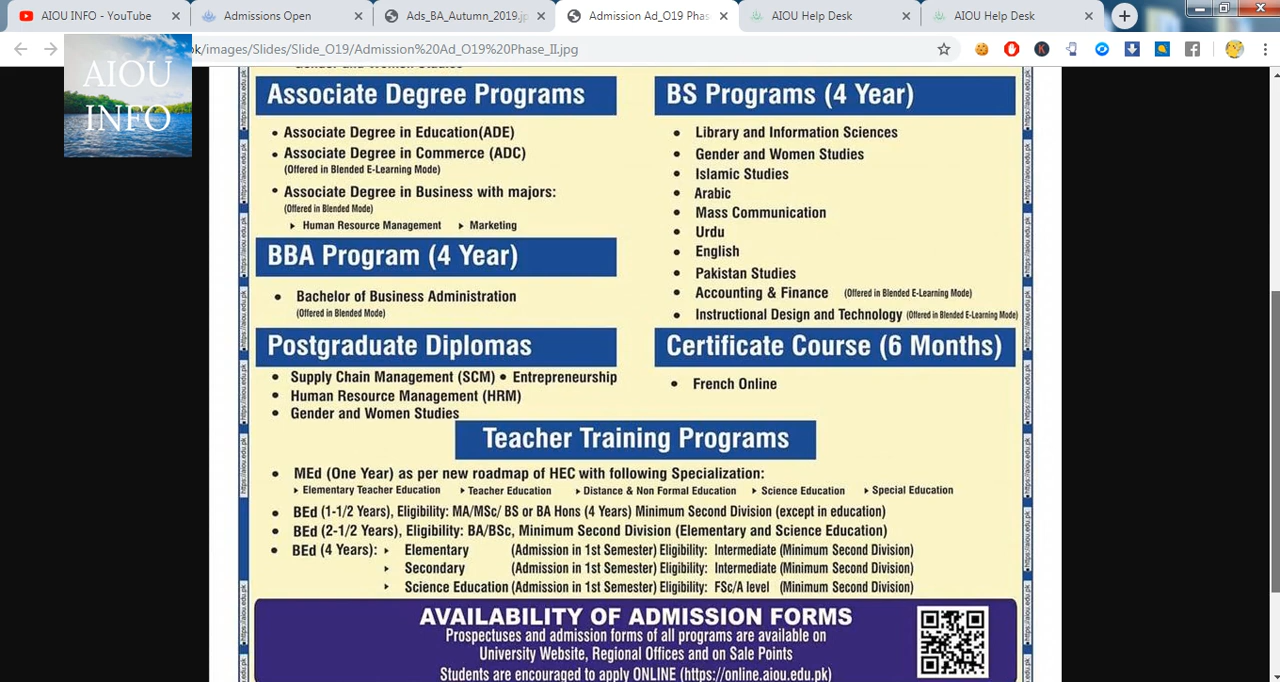 AIOU INFO - YouTube
Admissions Open
Ads_BA_Autumn_2019.jp
Admission Ad_O19 Phas
AIOU Help Desk
AIOU Help Desk
k/images/Slides/Slide_O19/Admission%20Ad_O19%20Phase_II.jpg
AIOU
INFO
Gender and Women Studies
Associate Degree Programs
• Associate Degree in Education(ADE)
• Associate Degree in Commerce (ADC)
(Offered in Blended E-Learning Mode)
• Associate Degree in Business with majors:
(Offered in Blended Mode)
Human Resource Management Marketing
BBA Program (4 Year)
• Bachelor of Business Administration
(Offered in Blended Mode)
Postgraduate Diplomas
• Supply Chain Management (SCM) • Entrepreneurship
• Human Resource Management (HRM)
• Gender and Women Studies
BS Programs (4 Year)
• Library and Information Sciences
• Gender and Women Studies
• Islamic Studies
• Arabic
• Mass Communication
• Urdu
• English
• Pakistan Studies
• Accounting & Finance (Offered in Blended E-Learning Mode)
• Instructional Design and Technology (Offered in Blended E-Learning Mode)
Certificate Course (6 Months)
• French Online
Teacher Training Programs
• MEd (One Year) as per new roadmap of HEC with following Specialization:
Elementary Teacher Education Teacher Education Distance & Non Formal Education Science Education Special Education
• BEd (1-1/2 Years), Eligibility: MA/MSc/ BS or BA Hons (4 Years) Minimum Second Division (except in education)
• BEd (2-1/2 Years), Eligibility: BA/BSc, Minimum Second Division (Elementary and Science Education)
• BEd (4 Years): Elementary (Admission in 1st Semester) Eligibility: Intermediate (Minimum Second Division)
Secondary (Admission in 1st Semester) Eligibility: Intermediate (Minimum Second Division)
Science Education (Admission in 1st Semester) Eligibility: FSc/A level (Minimum Second Division)
AVAILABILITY OF ADMISSION FORMS
Prospectuses and admission forms of all programs are available on
University Website, Regional Offices and on Sale Points
Students are encouraged to apply ONLINE (https://online.aiou.edu.pk)
https://aiou.edu.pk